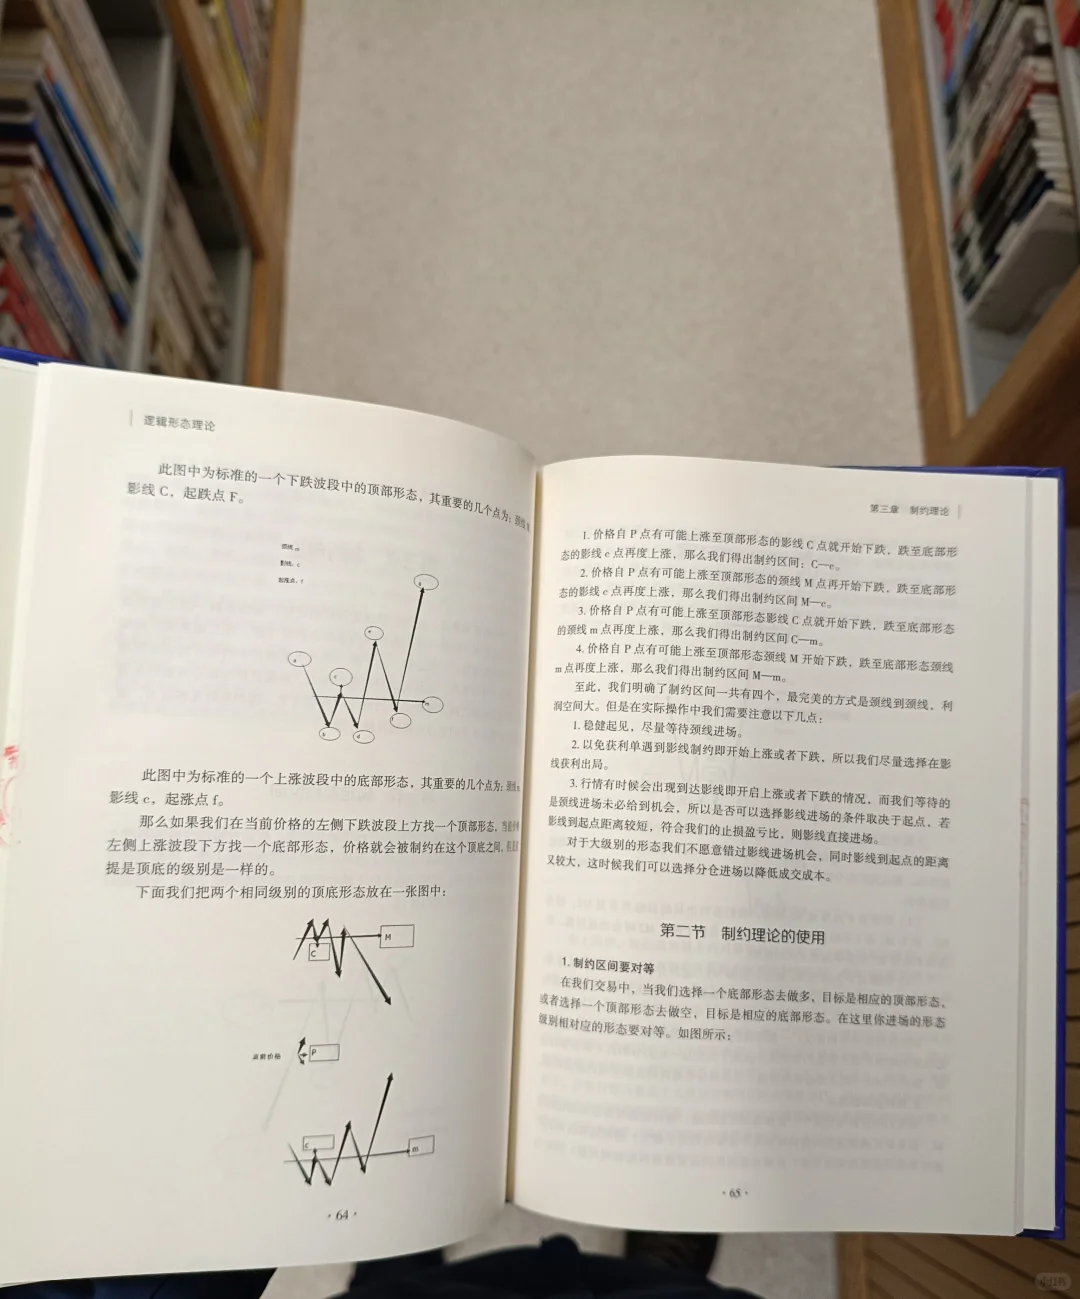 逻辑形态理论
此图中为标准的一个下跌波段中的顶部形态，其重要的几个点为：颈线
影线 C，起跌点 F。
颈线，m
影线，c
起涨点，f
e
c
m
b
d
f
此图中为标准的一个上涨波段中的底部形态，其重要的几个点为：颈线
影线 c，起涨点 f。
那么如果我们在当前价格的左侧下跌波段上方找一个顶部形态，当前价格
左侧上涨波段下方找一个底部形态，价格就会被制约在这个顶底之间，
提是顶底的级别是一样的。
下面我们把两个相同级别的顶底形态放在一张图中：
M
C
当前价格
P
c
m
· 64 ·
第三章 制约理论
1. 价格自 P 点有可能上涨至顶部形态的影线 C 点就开始下跌，跌至底部形
态的影线 c 点再度上涨，那么我们得出制约区间：C—c。
2. 价格自 P 点有可能上涨至顶部形态的颈线 M 点再开始下跌，跌至底部形态
的影线 c 点再度上涨，那么我们得出制约区间 M—c。
3. 价格自 P 点有可能上涨至顶部形态影线 C 点就开始下跌，跌至底部形态
的颈线 m 点再度上涨，那么我们得出制约区间 C—m。
4. 价格自 P 点有可能上涨至顶部形态颈线 M 开始下跌，跌至底部形态颈线
m 点再度上涨，那么我们得出制约区间 M—m。
至此，我们明确了制约区间一共有四个，最完美的方式是颈线到颈线，利
润空间大。但是在实际操作中我们需要注意以下几点：
1. 稳健起见，尽量等待颈线进场。
2. 以免获利单遇到影线制约即开始上涨或者下跌，所以我们尽量选择在影
线获利出局。
3. 行情有时候会出现到达影线即开启上涨或者下跌的情况，而我们等待的
是颈线进场未必给到机会，所以是否可以选择影线进场的条件取决于起点，若
影线到起点距离较短，符合我们的止损盈亏比，则影线直接进场。
对于大级别的形态我们不愿意错过影线进场机会，同时影线到起点的距离
又较大，这时候我们可以选择分仓进场以降低成交成本。
第二节 制约理论的使用
1. 制约区间要对等
在我们交易中，当我们选择一个底部形态去做多，目标是相应的顶部形态，
或者选择一个顶部形态去做空，目标是相应的底部形态。在这里你进场的形态
级别相对应的形态要对等。如图所示：
· 65 ·